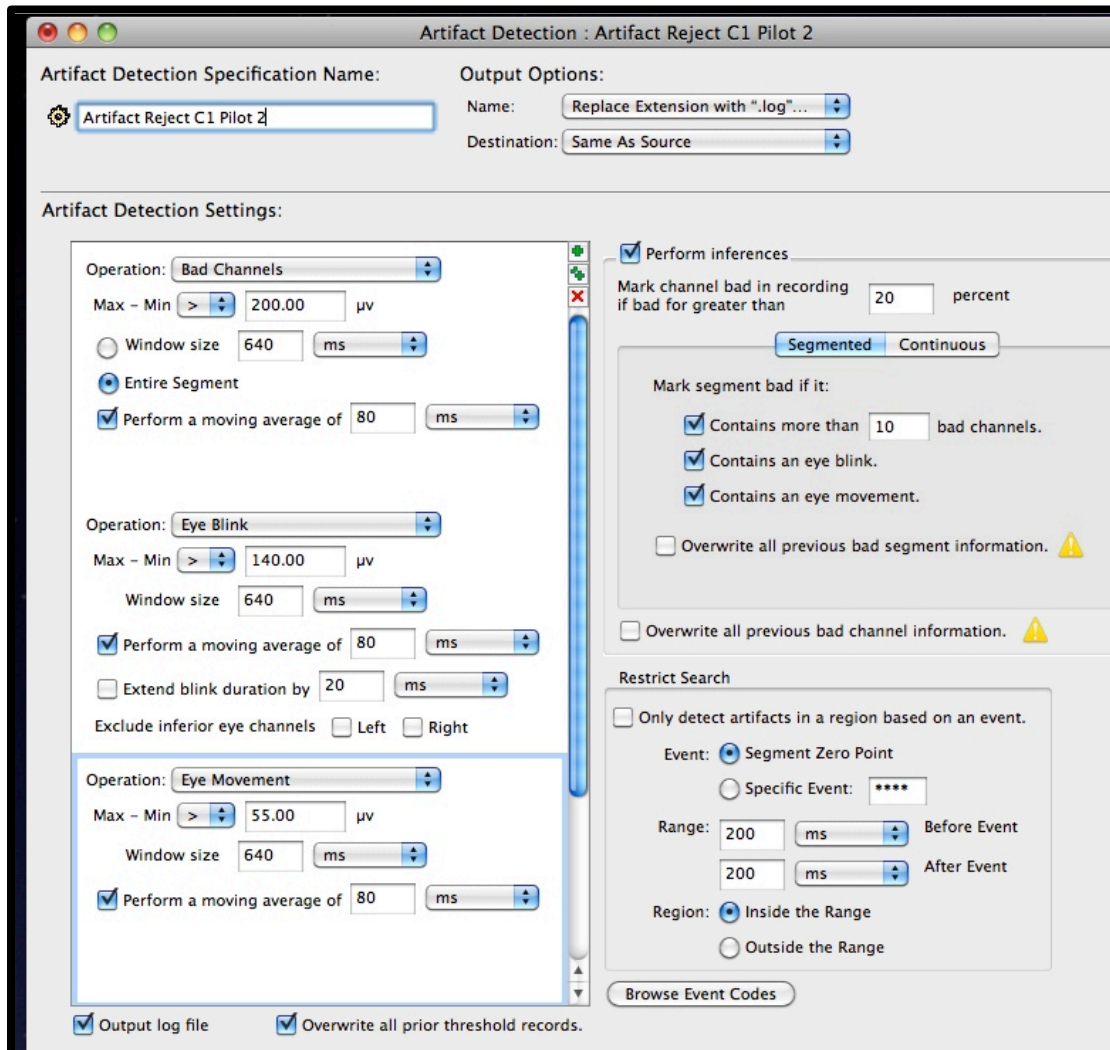 Artifact Detection : Artifact Reject C1 Pilot 2
Artifact Detection Specification Name:
Artifact Reject C1 Pilot 2
Output Options:
Name: Replace Extension with ".log"...
Destination: Same As Source
Artifact Detection Settings:
Operation: Bad Channels
Max – Min > 200.00 μv
Window size 640 ms
Entire Segment
Perform a moving average of 80 ms
Operation: Eye Blink
Max – Min > 140.00 μv
Window size 640 ms
Perform a moving average of 80 ms
Extend blink duration by 20 ms
Exclude inferior eye channels Left Right
Operation: Eye Movement
Max – Min > 55.00 μv
Window size 640 ms
Perform a moving average of 80 ms
Output log file Overwrite all prior threshold records.
Perform inferences
Mark channel bad in recording
if bad for greater than 20 percent
Segmented Continuous
Mark segment bad if it:
Contains more than 10 bad channels.
Contains an eye blink.
Contains an eye movement.
Overwrite all previous bad segment information.
Overwrite all previous bad channel information.
Restrict Search
Only detect artifacts in a region based on an event.
Event: Segment Zero Point
Specific Event: ****
Range: 200 ms Before Event
200 ms After Event
Region: Inside the Range
Outside the Range
Browse Event Codes